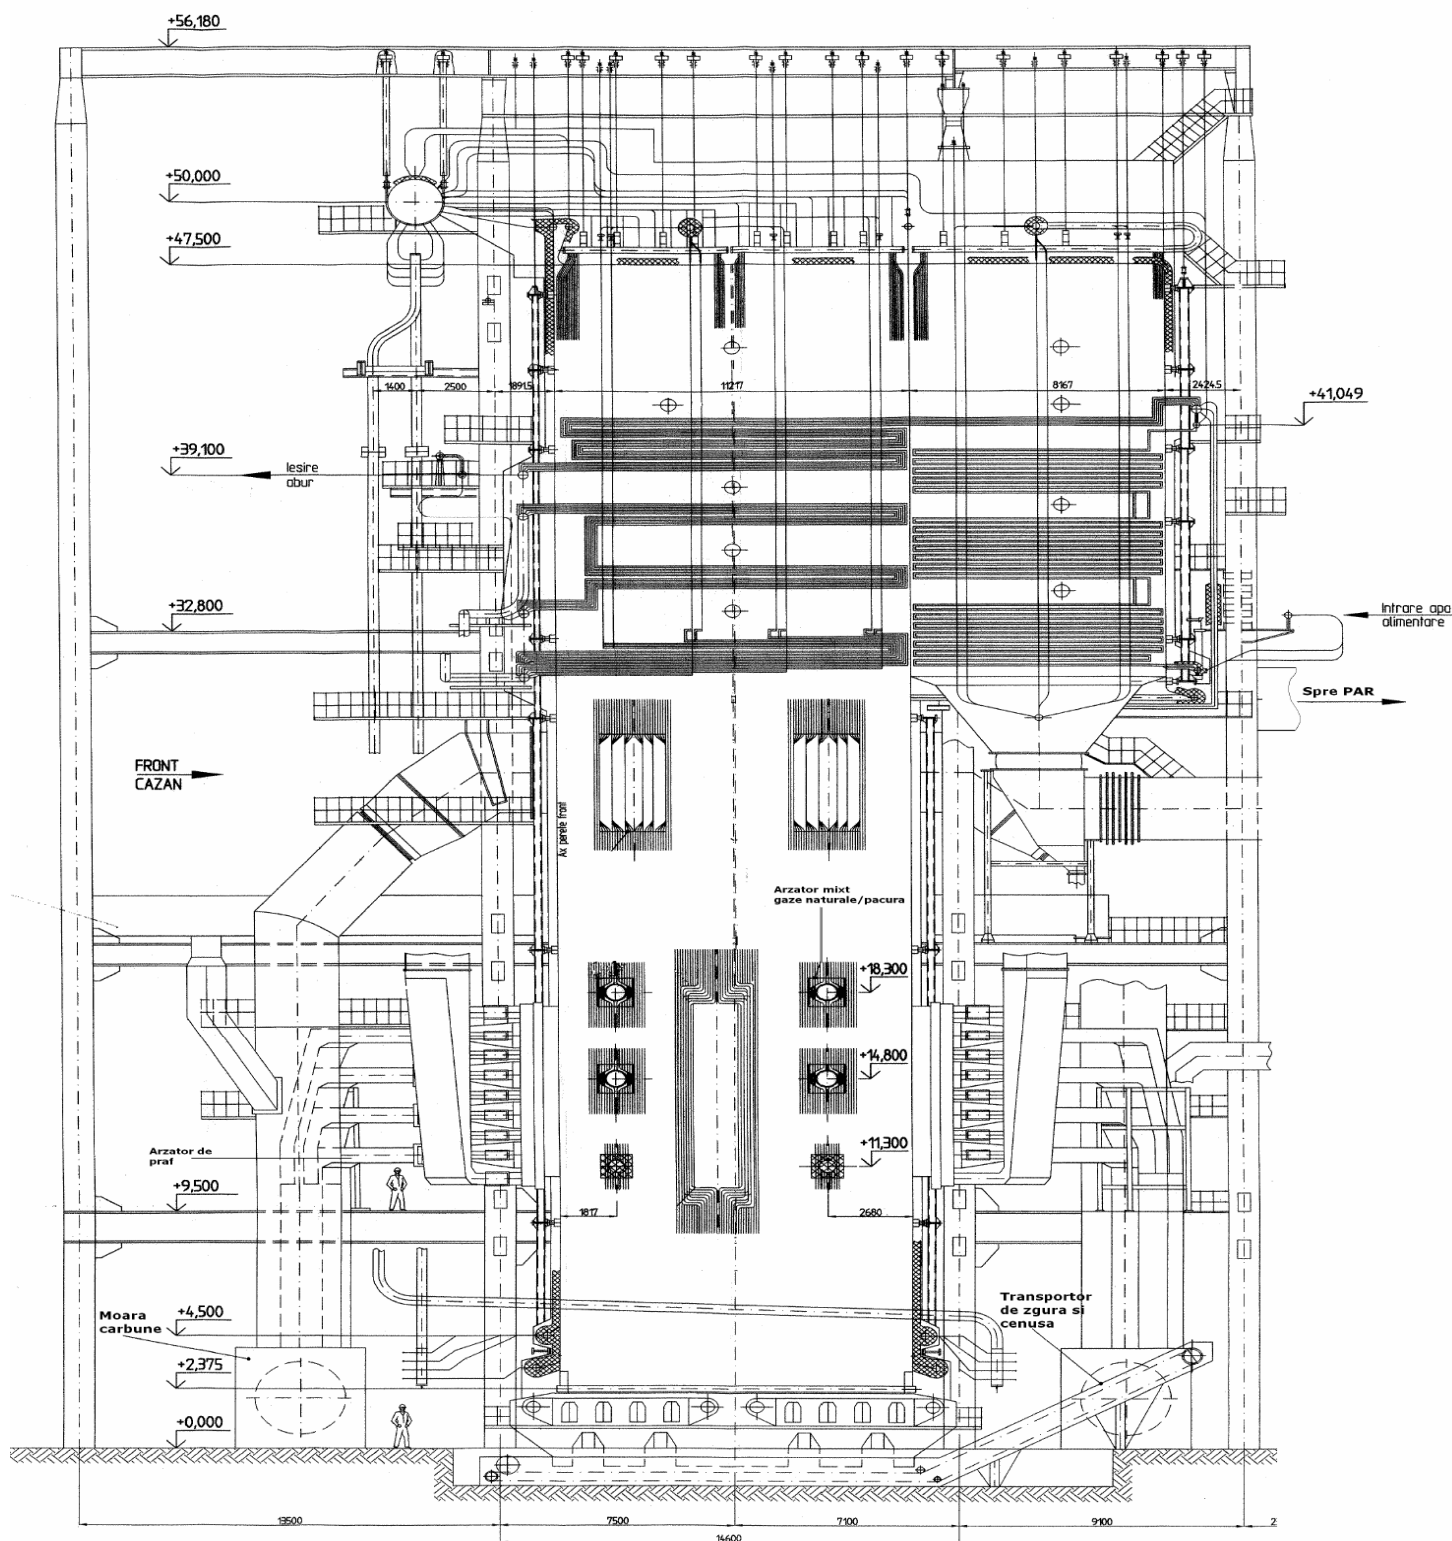 +56,180
+50,000
+47,500
1400
2500
1891.5
11217
8167
2424.5
+41,049
+39,100
Iesire
abur
+32,800
Intrare apa
alimentare
Spre PAR
FRONT
CAZAN
Ax perete front
Arzator mixt
gaze naturale/pacura
+18,300
+14,800
+11,300
Arzator de
praf
+9,500
1817
2680
+4,500
Moara
carbune
Transportor
de zgura si
cenusa
+2,375
+0,000
13500
7500
7100
9100
14600